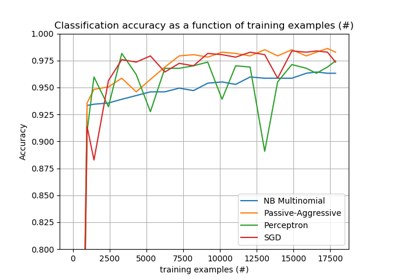 Classification accuracy as a function of training examples (#)
1.000
0.975
0.950
0.925
0.900
0.875
0.850
0.825
0.800
Accuracy
NB Multinomial
Passive-Aggressive
Perceptron
SGD
0 2500 5000 7500 10000 12500 15000 17500
training examples (#)